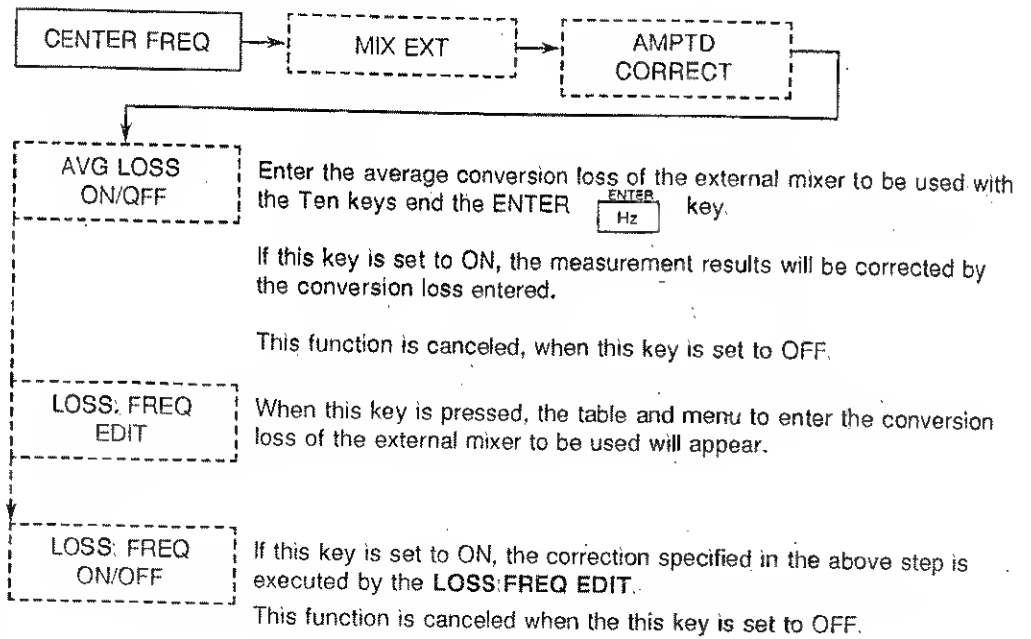 CENTER FREQ
MIX EXT
AMPTD
CORRECT
AVG LOSS
ON/OFF
Enter the average conversion loss of the external mixer to be used with
the Ten keys end the ENTER ENTER Hz key.
If this key is set to ON, the measurement results will be corrected by
the conversion loss entered.
This function is canceled, when this key is set to OFF.
LOSS: FREQ
EDIT
When this key is pressed, the table and menu to enter the conversion
loss of the external mixer to be used will appear.
LOSS: FREQ
ON/OFF
If this key is set to ON, the correction specified in the above step is
executed by the LOSS:FREQ EDIT.
This function is canceled when the this key is set to OFF.